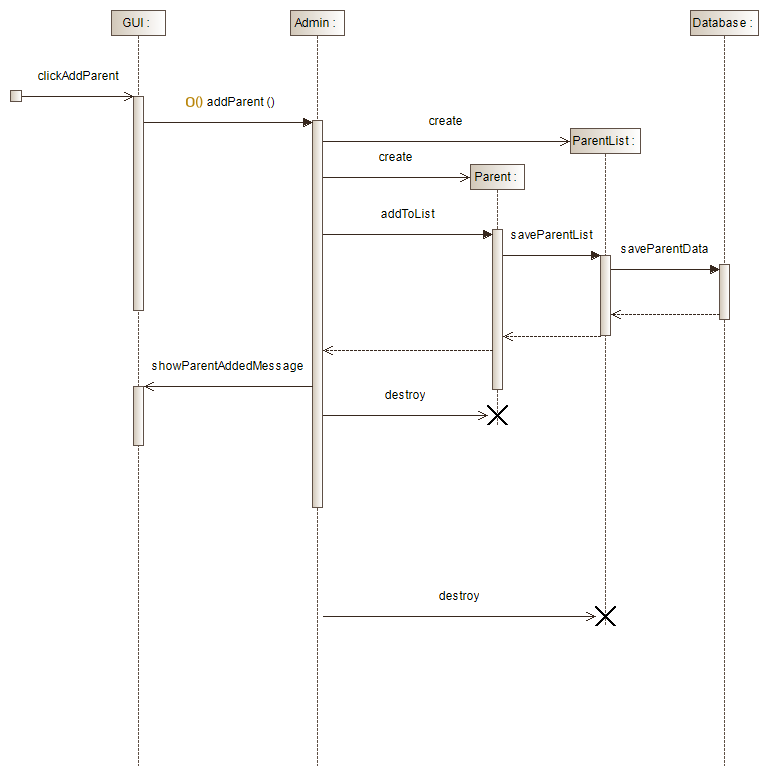 GUI :
Admin :
Database :
clickAddParent
O() addParent ()
create
ParentList :
create
Parent :
addToList
saveParentList
saveParentData
showParentAddedMessage
destroy
destroy